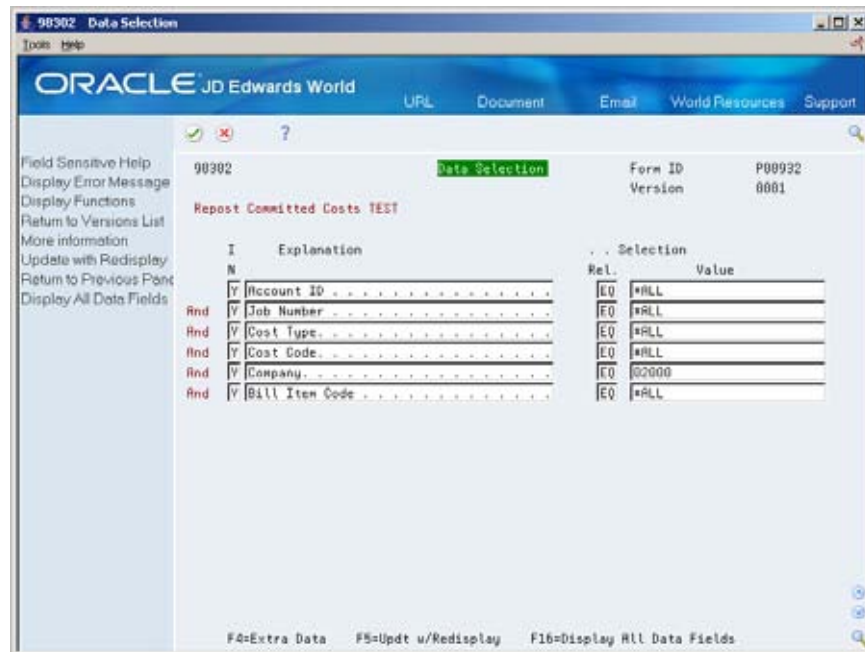 98302 Data Selection
Tools Help
ORACLE JD Edwards World
URL Document Email World Resources Support
?
Field Sensitive Help
Display Error Message
Display Functions
Return to Versions List
More information
Update with Redisplay
Return to Previous Pane
Display All Data Fields
98302 Data Selection Form ID P00932
Version 0001
Repost Committed Costs TEST
I Explanation . . Selection
N Rel. Value
Y Account ID . . . . . . . . . . . . . . . EQ *ALL
And Y Job Number . . . . . . . . . . . . . . . EQ *ALL
And Y Cost Type. . . . . . . . . . . . . . . . EQ *ALL
And Y Cost Code. . . . . . . . . . . . . . . . EQ *ALL
And Y Company. . . . . . . . . . . . . . . . . EQ 02000
And Y Bill Item Code . . . . . . . . . . . . . EQ *ALL
F4=Extra Data F5=Updt w/Redisplay F16=Display All Data Fields